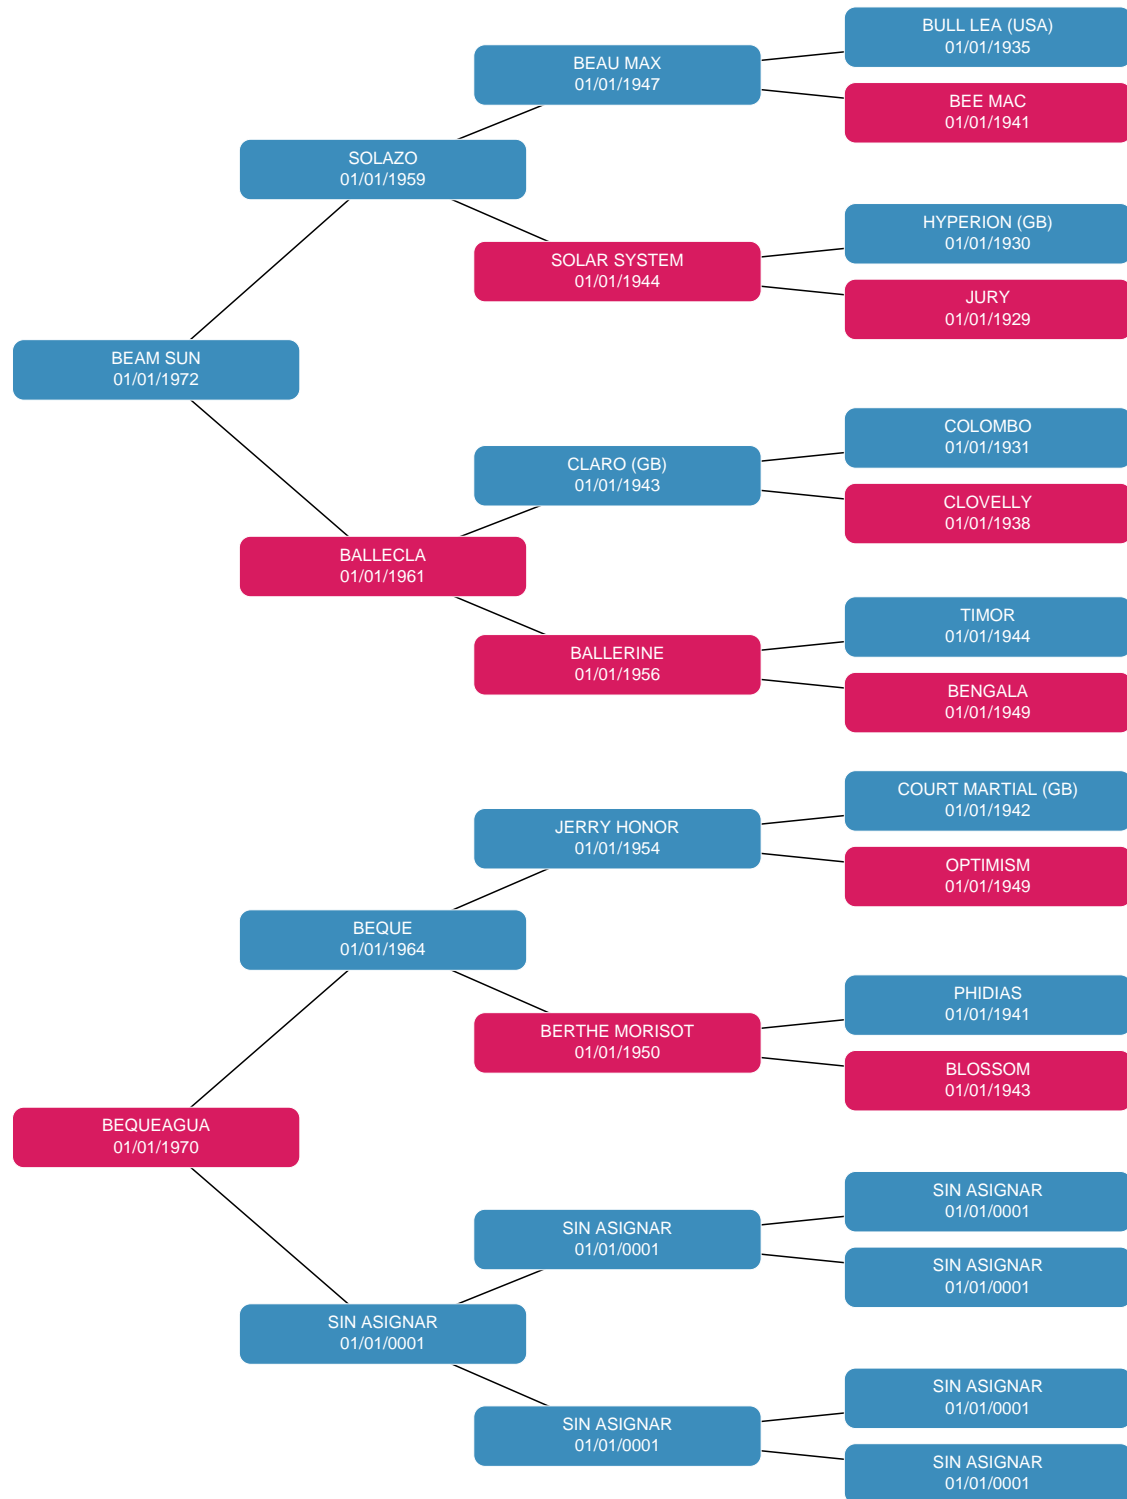 BULL LEA (USA)
01/01/1935
BEAU MAX
01/01/1947
BEE MAC
01/01/1941
SOLAZO
01/01/1959
HYPERION (GB)
01/01/1930
SOLAR SYSTEM
01/01/1944
JURY
01/01/1929
BEAM SUN
01/01/1972
COLOMBO
01/01/1931
CLARO (GB)
01/01/1943
CLOVELLY
01/01/1938
BALLECLA
01/01/1961
TIMOR
01/01/1944
BALLERINE
01/01/1956
BENGALA
01/01/1949
COURT MARTIAL (GB)
01/01/1942
JERRY HONOR
01/01/1954
OPTIMISM
01/01/1949
BEQUE
01/01/1964
PHIDIAS
01/01/1941
BERTHE MORISOT
01/01/1950
BLOSSOM
01/01/1943
BEQUEAGUA
01/01/1970
SIN ASIGNAR
01/01/0001
SIN ASIGNAR
01/01/0001
SIN ASIGNAR
01/01/0001
SIN ASIGNAR
01/01/0001
SIN ASIGNAR
01/01/0001
SIN ASIGNAR
01/01/0001
SIN ASIGNAR
01/01/0001